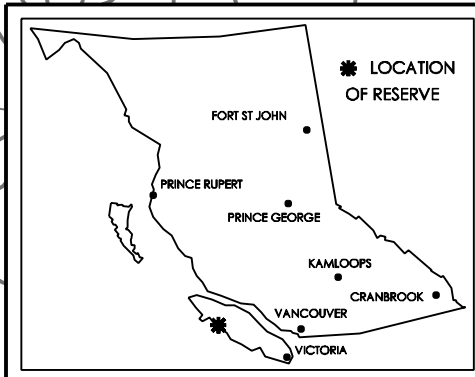 LOCATION
OF RESERVE
FORT ST JOHN
PRINCE RUPERT
PRINCE GEORGE
KAMLOOPS
CRANBROOK
VANCOUVER
VICTORIA